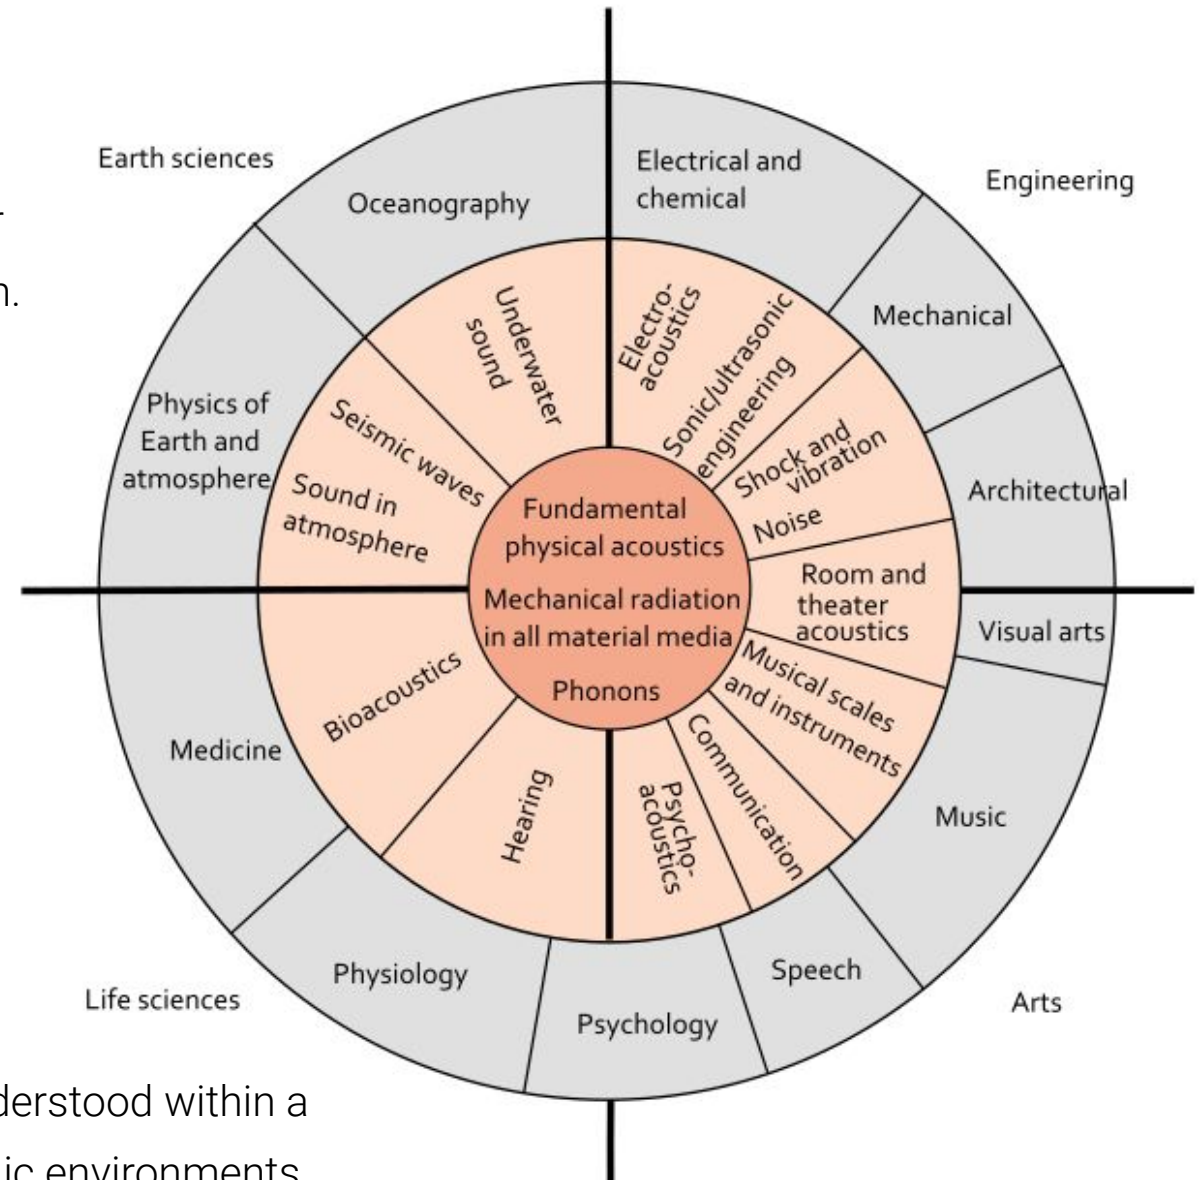 Earth sciences
Engineering
Oceanography
Electrical and
chemical
Mechanical
Architectural
Physics of
Earth and
atmosphere
Underwater
sound
Electro-
acoustics
Sonic/ultrasonic
engineering
Shock and
vibration
Noise
Seismic waves
Sound in
atmosphere
Fundamental
physical acoustics
Mechanical radiation
in all material media
Phonons
Room and
theater
acoustics
Visual arts
Musical scales
and instruments
Communication
Psycho-
acoustics
Hearing
Bioacoustics
Medicine
Music
Physiology
Psychology
Speech
Life sciences
Arts
within a
environments